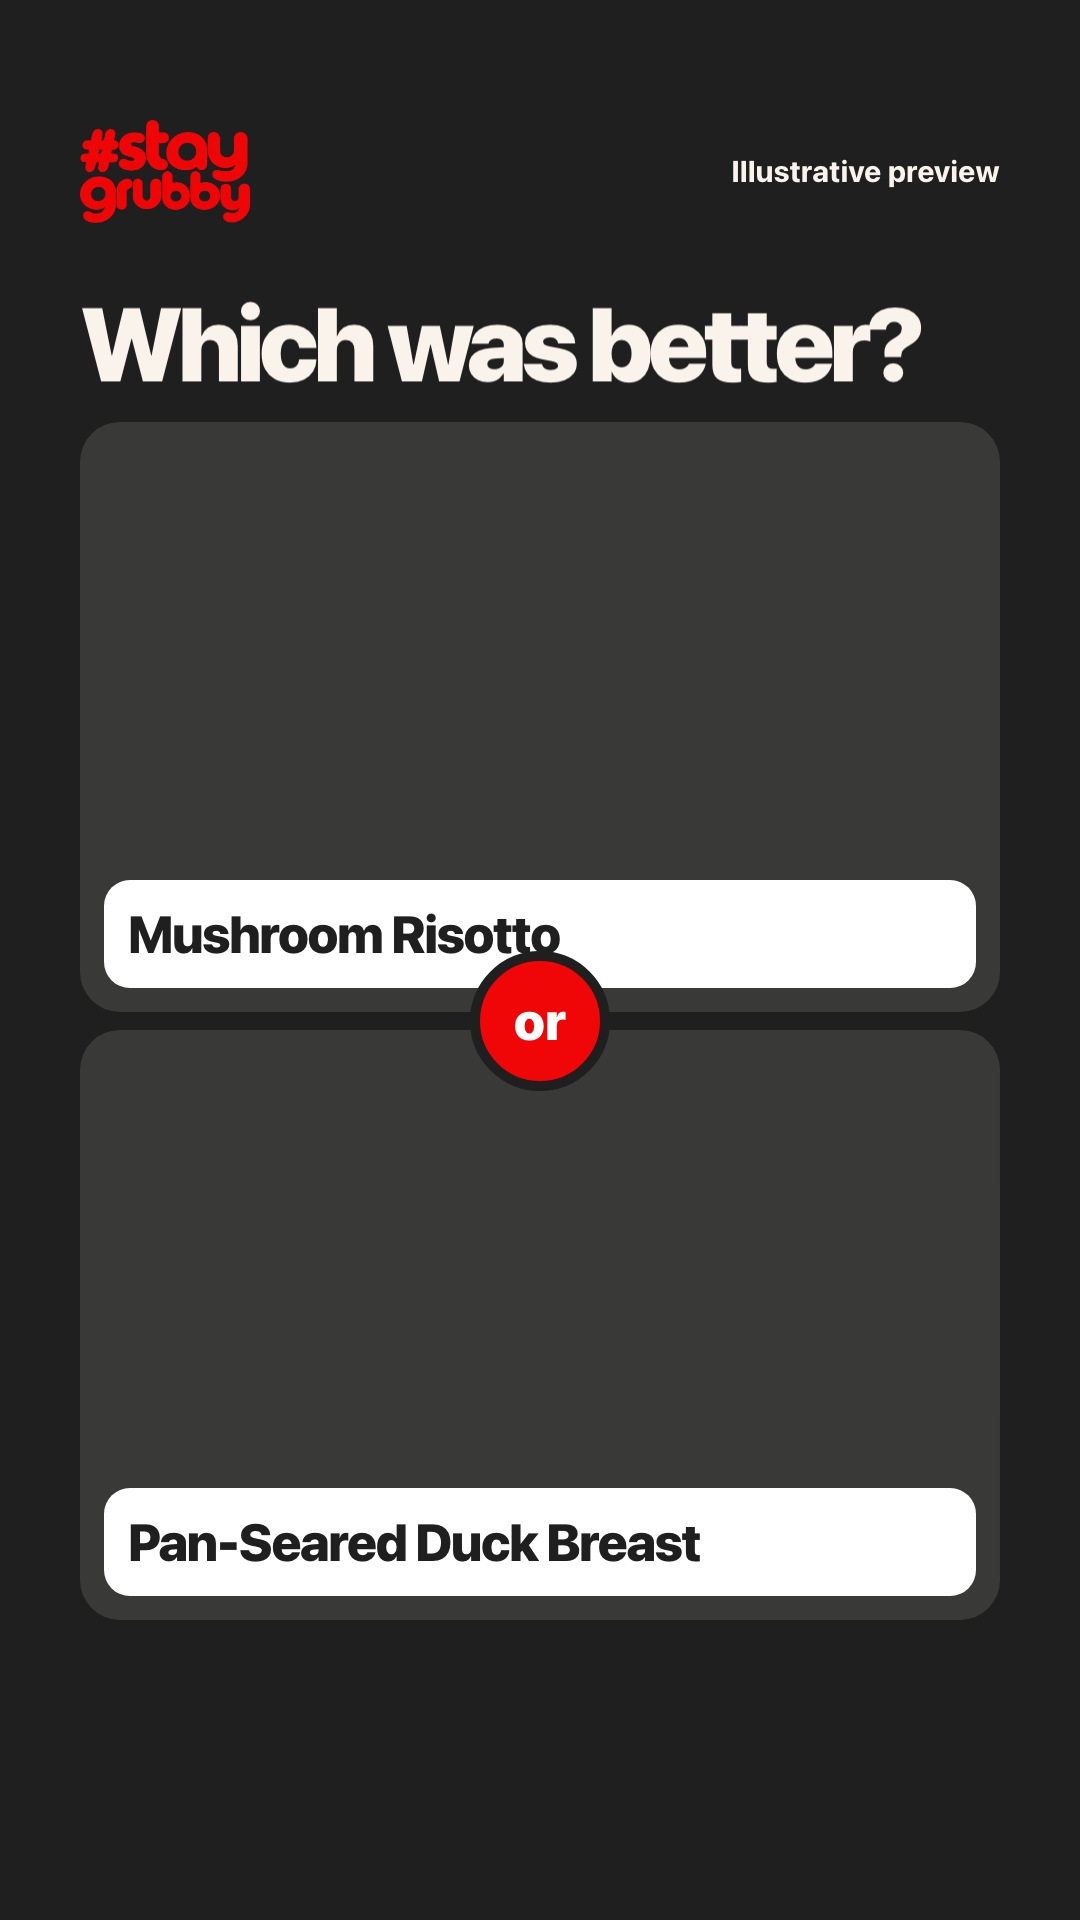 #stay
grubby
Illustrative preview
Which was better?
Mushroom Risotto
or
Pan-Seared Duck Breast